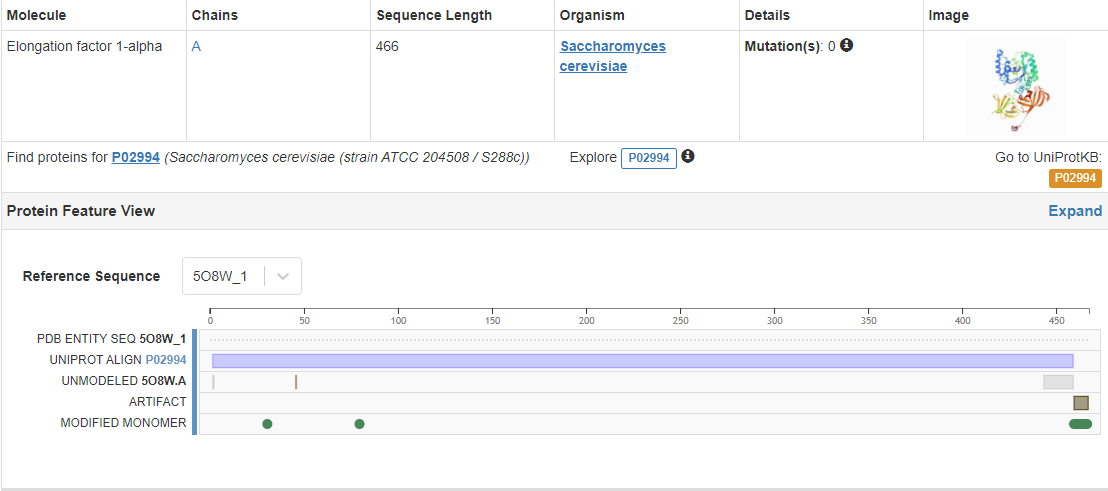 Molecule Chains Sequence Length Organism Details Image
Elongation factor 1-alpha A 466 Saccharomyces Mutation(s): 0
cerevisiae
Find proteins for P02994 (Saccharomyces cerevisiae (strain ATCC 204508 / S288c)) Explore P02994 Go to UniProtKB:
P02994
Protein Feature View Expand
Reference Sequence 5O8W_1
0 50 100 150 200 250 300 350 400 450
PDB ENTITY SEQ 5O8W_1
UNIPROT ALIGN P02994
UNMODELED 5O8W.A
ARTIFACT
MODIFIED MONOMER